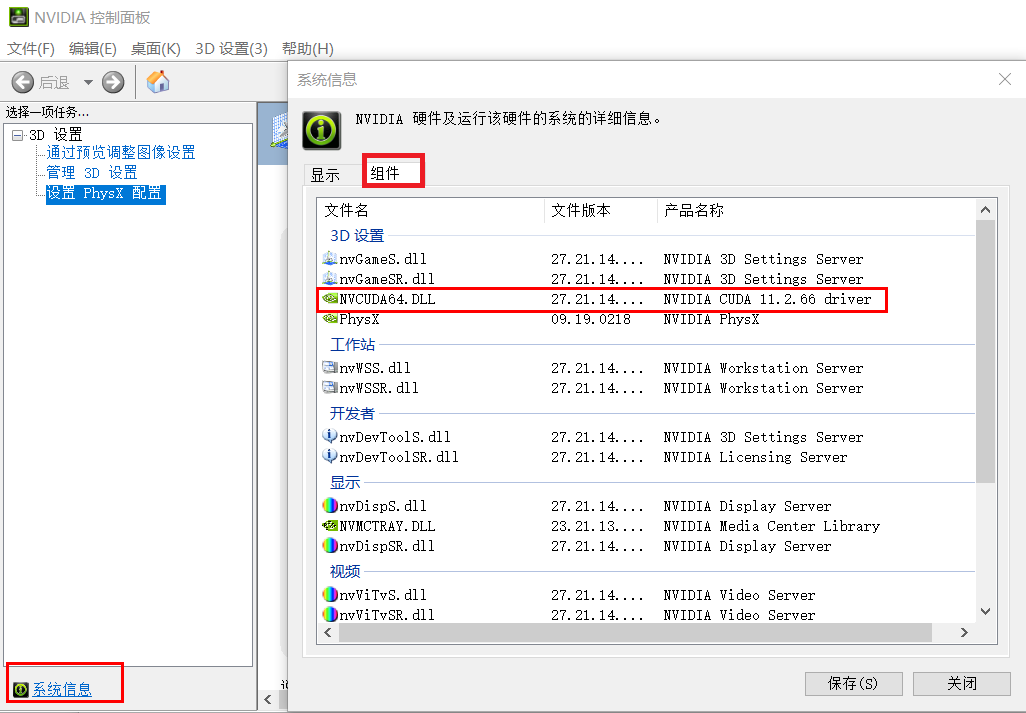 NVIDIA 控制面板
文件(F) 编辑(E) 桌面(K) 3D 设置(3) 帮助(H)
后退
选择一项任务...
3D 设置
通过预览调整图像设置
管理 3D 设置
设置 PhysX 配置
系统信息
系统信息
NVIDIA 硬件及运行该硬件的系统的详细信息。
显示 组件
文件名 文件版本 产品名称
3D 设置
nvGameS.dll 27.21.14.... NVIDIA 3D Settings Server
nvGameSR.dll 27.21.14.... NVIDIA 3D Settings Server
NVCUDA64.DLL 27.21.14.... NVIDIA CUDA 11.2.66 driver
PhysX 09.19.0218 NVIDIA PhysX
工作站
nvWSS.dll 27.21.14.... NVIDIA Workstation Server
nvWSSR.dll 27.21.14.... NVIDIA Workstation Server
开发者
nvDevToolS.dll 27.21.14.... NVIDIA 3D Settings Server
nvDevToolSR.dll 27.21.14.... NVIDIA Licensing Server
显示
nvDispS.dll 27.21.14.... NVIDIA Display Server
NVMCTRAY.DLL 23.21.13.... NVIDIA Media Center Library
nvDispSR.dll 27.21.14.... NVIDIA Display Server
视频
nvViTvS.dll 27.21.14.... NVIDIA Video Server
nvViTvSR.dll 27.21.14.... NVIDIA Video Server
保存(S) 关闭